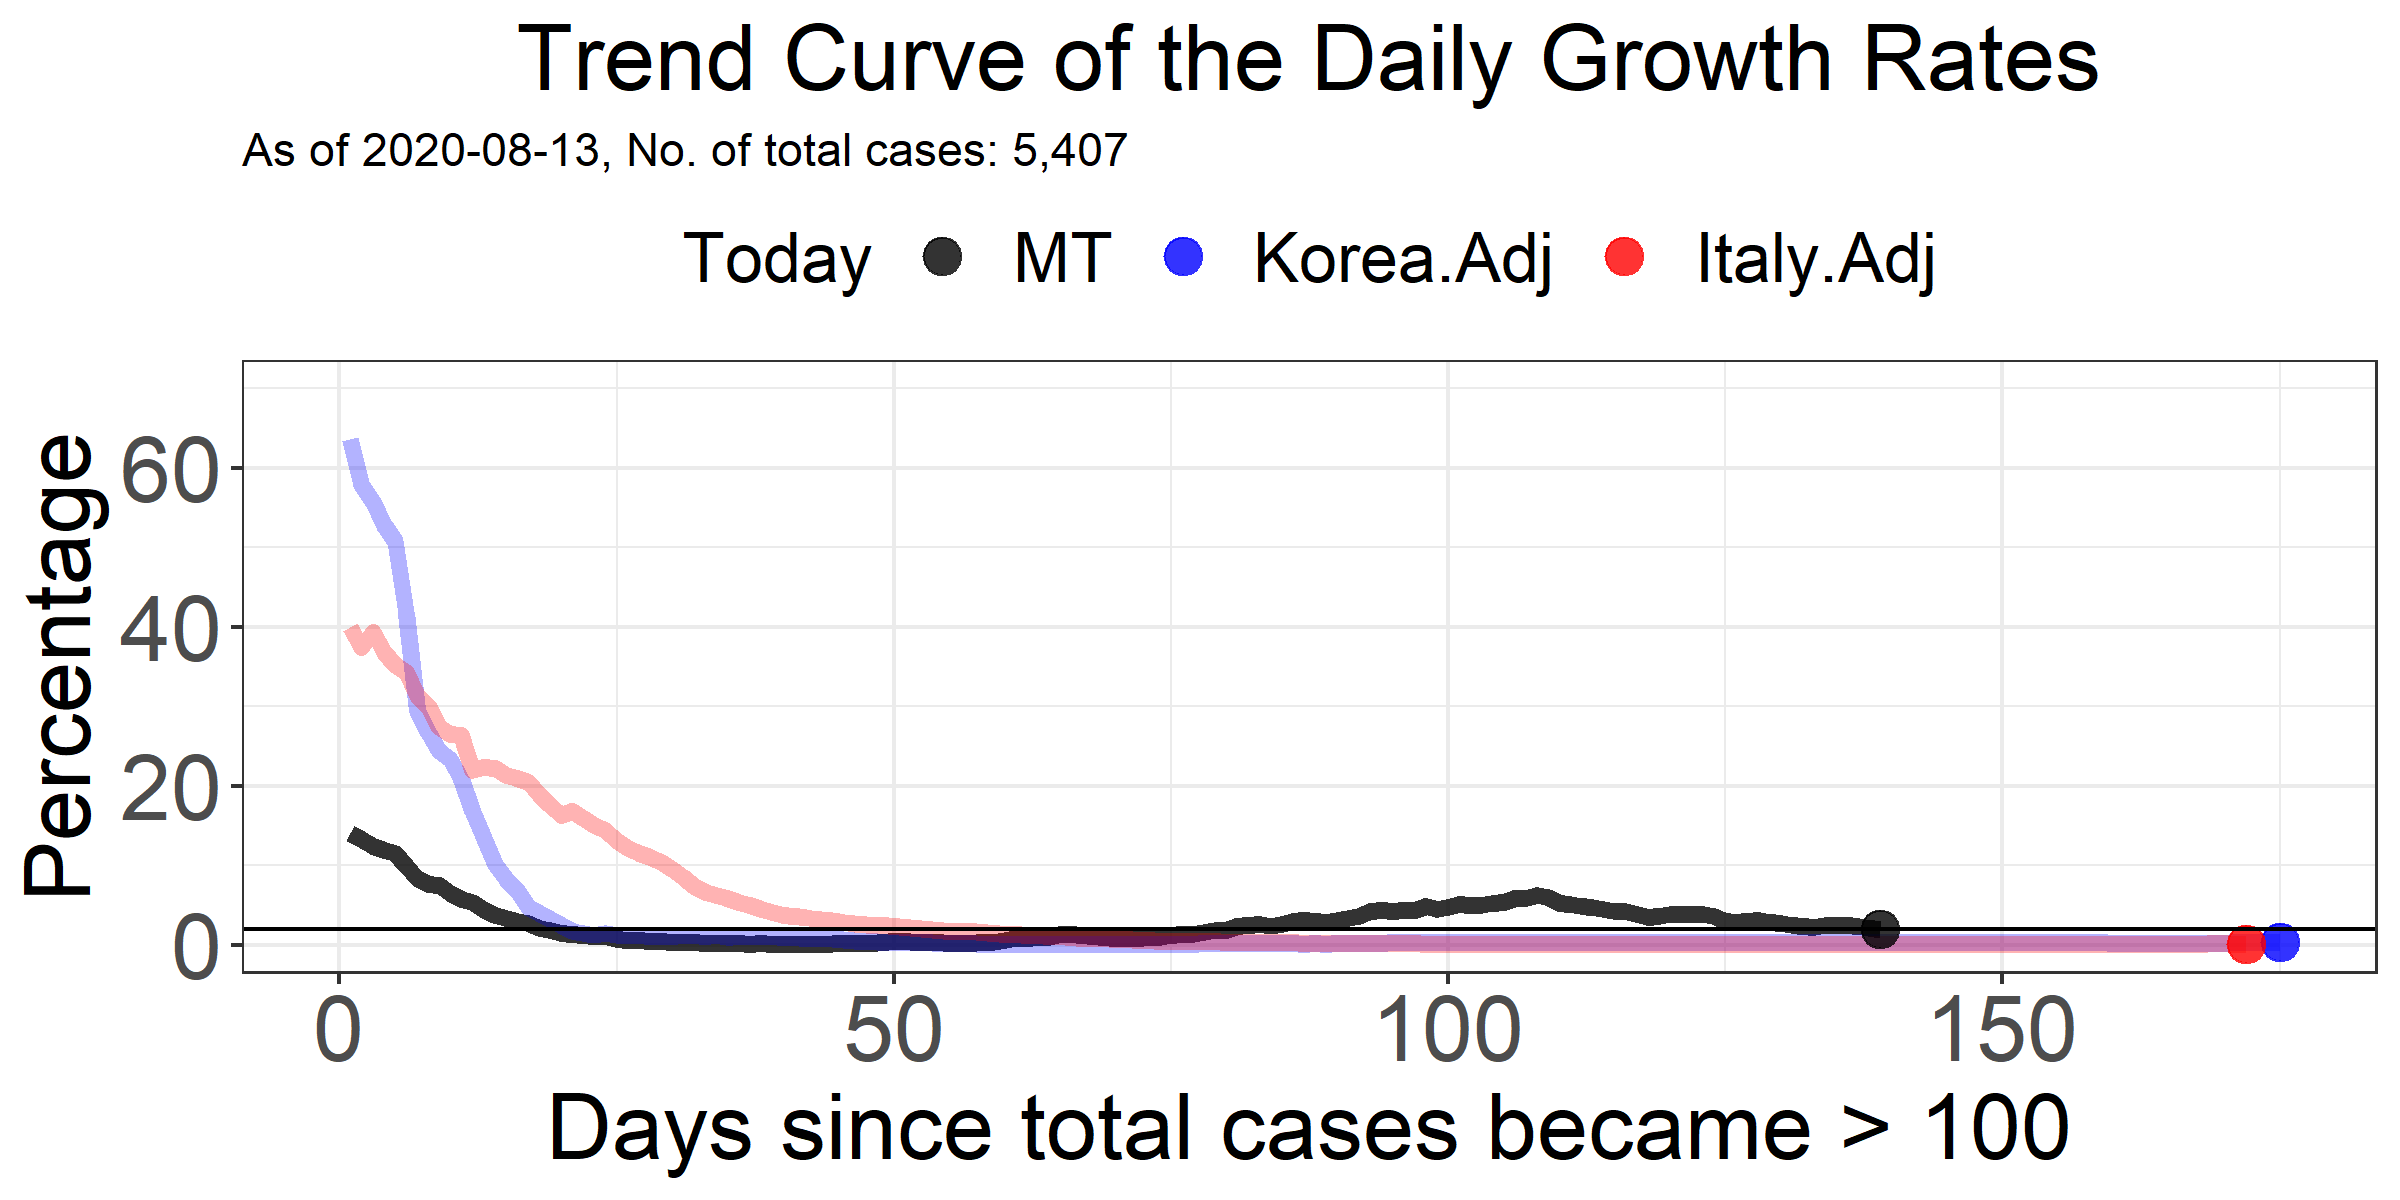 Trend Curve of the Daily Growth Rates
As of 2020-08-13, No. of total cases: 5,407
Today MT Korea.Adj Italy.Adj
Percentage
60
40
20
0
0 50 100 150
Days since total cases became > 100